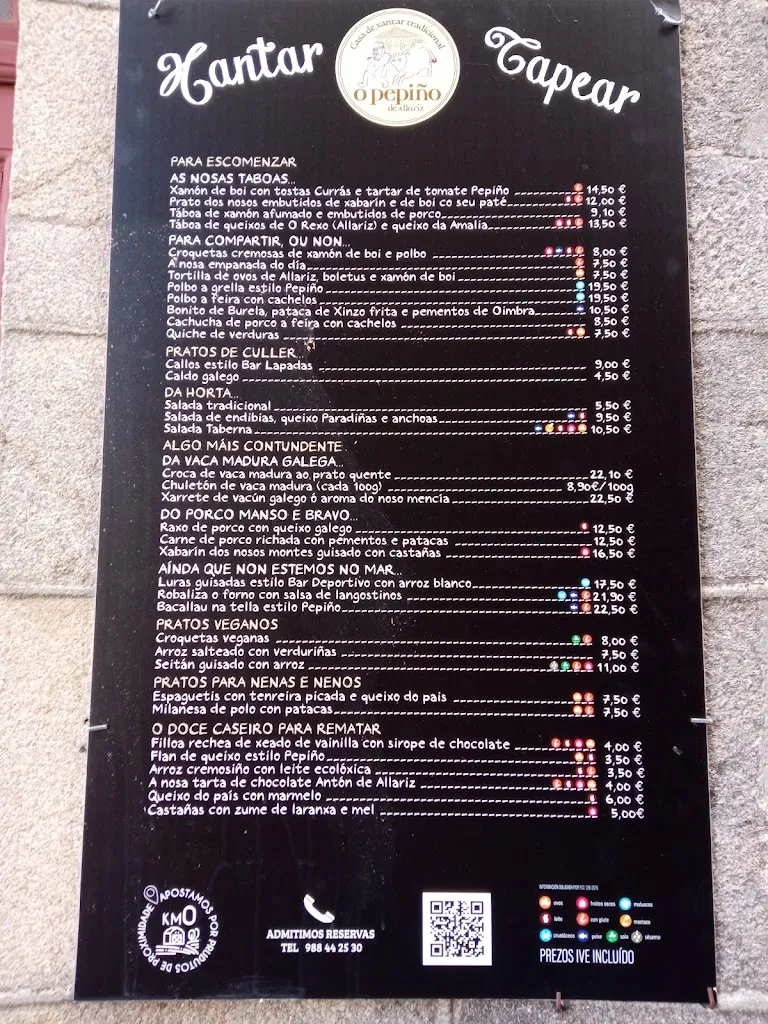 Xantar
Casa de xantar tradicional
o pepiño
de Allariz
Tapear
PARA ESCOMENZAR
AS NOSAS TABOAS...
Xamón de boi con tostas Currás e tartar de tomate Pepiño 14,50 €
Prato dos nosos embutidos de xabarín e de boi co seu paté 12,00 €
Táboa de xamón afumado e embutidos de porco 9,10 €
Táboa de queixos de O Rexo (Allariz) e queixo da Amalia 13,50 €
PARA COMPARTIR, OU NON...
Croquetas cremosas de xamón de boi e polbo 8,00 €
A nosa empanada do día 7,50 €
Tortilla de ovos de Allariz, boletus e xamón de boi 7,50 €
Polbo a grella estilo Pepiño 19,50 €
Polbo a feira con cachelos 19,50 €
Bonito de Burela, pataca de Xinzo frita e pementos de Oimbra 10,50 €
Cachucha de porco a feira con cachelos 8,50 €
Quiche de verduras 7,50 €
PRATOS DE CULLER...
Callos estilo Bar Lapadas 9,00 €
Caldo galego 4,50 €
DA HORTA...
Salada tradicional 5,50 €
Salada de endibias, queixo Paradiñas e anchoas 9,50 €
Salada Taberna 10,50 €
ALGO MÁIS CONTUNDENTE
DA VACA MADURA GALEGA...
Croca de vaca madura ao prato quente 22,10 €
Chuletón de vaca madura (cada 100g) 8,90€/100g
Xarrete de vacún galego ó aroma do noso mencía 22,50 €
DO PORCO MANSO E BRAVO...
Raxo de porco con queixo galego 12,50 €
Carne de porco richada con pementos e patacas 12,50 €
Xabarín dos nosos montes guisado con castañas 16,50 €
AÍNDA QUE NON ESTEMOS NO MAR...
Luras guisadas estilo Bar Deportivo con arroz blanco 17,50 €
Robaliza o forno con salsa de langostinos 21,90 €
Bacallau na tella estilo Pepiño 22,50 €
PRATOS VEGANOS
Croquetas veganas 8,00 €
Arroz salteado con verduriñas 7,50 €
Seitán guisado con arroz 11,00 €
PRATOS PARA NENAS E NENOS
Espaguetis con tenreira picada e queixo do pais 7,50 €
Milañesa de polo con patacas 7,50 €
O DOCE CASEIRO PARA REMATAR
Filloa rechea de xeado de vainilla con sirope de chocolate 4,00 €
Flan de queixo estilo Pepiño 3,50 €
Arroz cremosiño con leite ecolóxica 3,50 €
A nosa tarta de chocolate Antón de Allariz 4,00 €
Queixo do país con marmelo 6,00 €
Castañas con zume de laranxa e mel 5,00€
APOSTAMOS POR PRODUTOS DE PROXIMIDADE
KM0
ADMITIMOS RESERVAS
TEL 988 44 25 30
ovos froitos secos moluscos
leite con glute mostaza
crustáceos peixe soia sésamo
PREZOS IVE INCLUÍDO